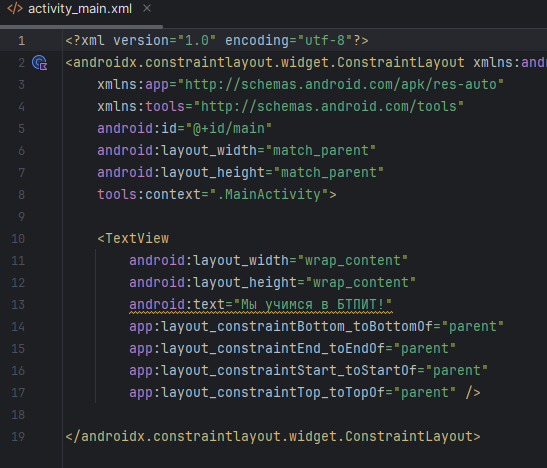 activity_main.xml
1 <?xml version="1.0" encoding="utf-8"?>
2 <androidx.constraintlayout.widget.ConstraintLayout xmlns:and
3 xmlns:app="http://schemas.android.com/apk/res-auto"
4 xmlns:tools="http://schemas.android.com/tools"
5 android:id="@+id/main"
6 android:layout_width="match_parent"
7 android:layout_height="match_parent"
8 tools:context=".MainActivity">
9
10 <TextView
11 android:layout_width="wrap_content"
12 android:layout_height="wrap_content"
13 android:text="Мы учимся в БТПИТ!"
14 app:layout_constraintBottom_toBottomOf="parent"
15 app:layout_constraintEnd_toEndOf="parent"
16 app:layout_constraintStart_toStartOf="parent"
17 app:layout_constraintTop_toTopOf="parent" />
18
19 </androidx.constraintlayout.widget.ConstraintLayout>